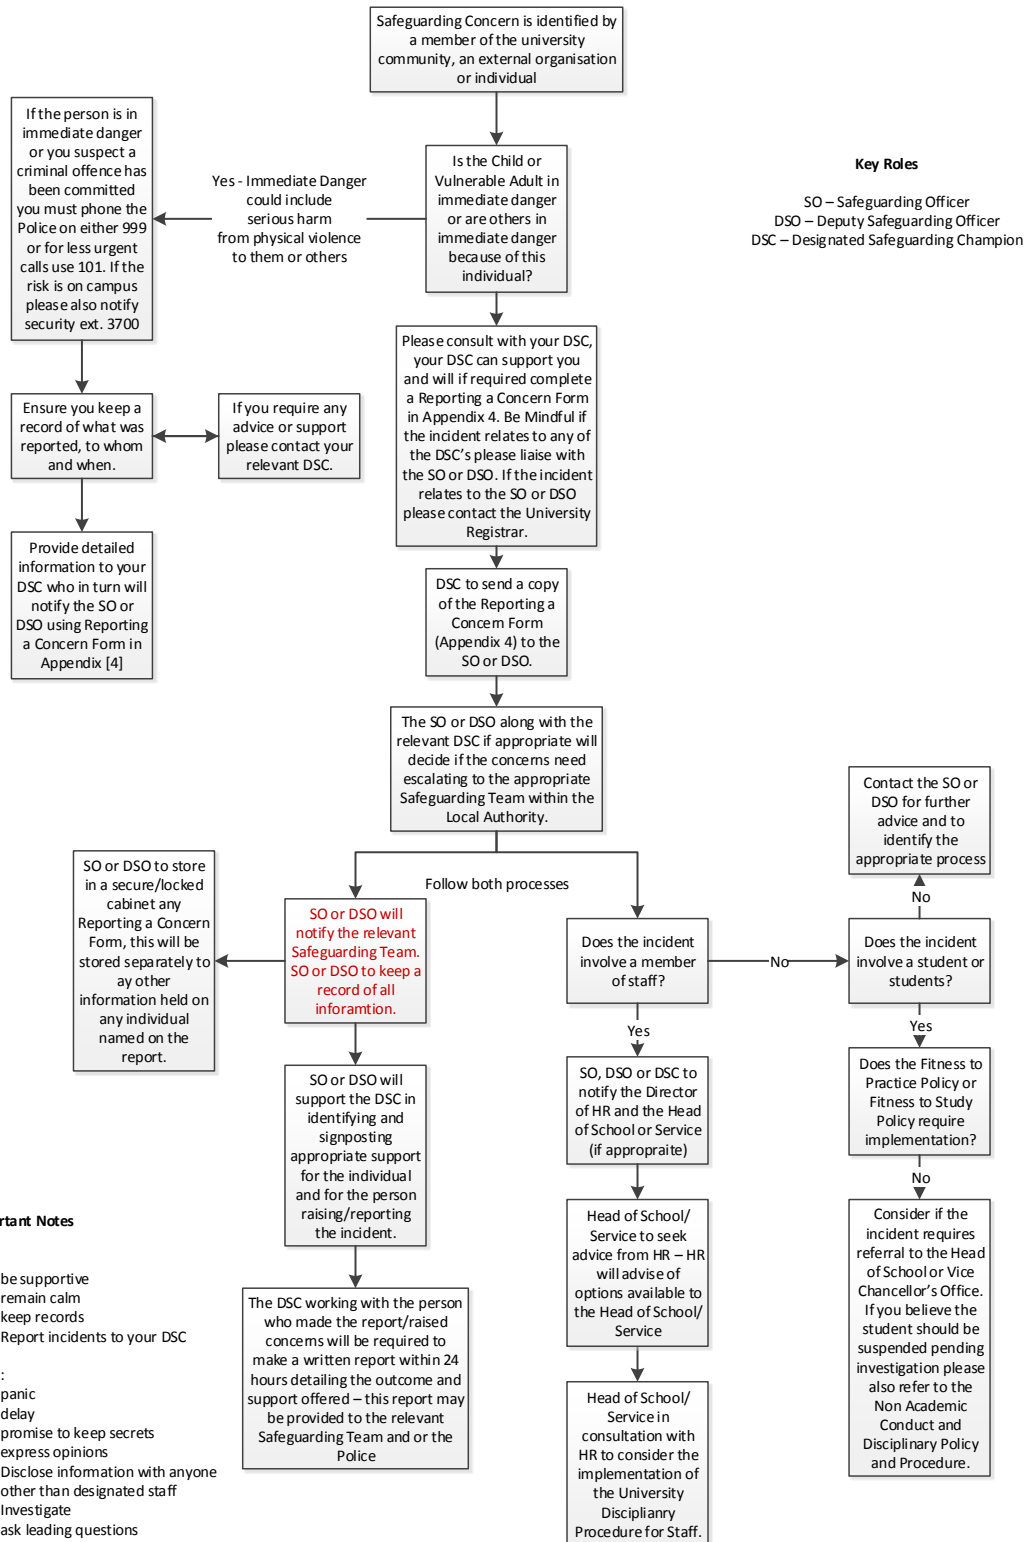 Safeguarding Concern is identified by
a member of the university
community, an external organisation
or individual
If the person is in
immediate danger
or you suspect a
criminal offence has
been committed
you must phone the
Police on either 999
or for less urgent
calls use 101. If the
risk is on campus
please also notify
security ext. 3700
Yes - Immediate Danger
could include
serious harm
from physical violence
to them or others
Is the Child or
Vulnerable Adult in
immediate danger
or are others in
immediate danger
because of this
individual?
Key Roles
SO – Safeguarding Officer
DSO – Deputy Safeguarding Officer
DSC – Designated Safeguarding Champion
Please consult with your DSC,
your DSC can support you
and will if required complete
a Reporting a Concern Form
in Appendix 4. Be Mindful if
the incident relates to any of
the DSC's please liaise with
the SO or DSO. If the incident
relates to the SO or DSO
please contact the University
Registrar.
Ensure you keep a
record of what was
reported, to whom
and when.
If you require any
advice or support
please contact your
relevant DSC.
Provide detailed
information to your
DSC who in turn will
notify the SO or
DSO using Reporting
a Concern Form in
Appendix [4]
DSC to send a copy
of the Reporting a
Concern Form
(Appendix 4) to the
SO or DSO.
The SO or DSO along with the
relevant DSC if appropriate will
decide if the concerns need
escalating to the appropriate
Safeguarding Team within the
Local Authority.
Contact the SO or
DSO for further
advice and to
identify the
appropriate process
Follow both processes
SO or DSO to store
in a secure/locked
cabinet any
Reporting a Concern
Form, this will be
stored separately to
ay other
information held on
any individual
named on the
report.
SO or DSO will
notify the relevant
Safeguarding Team.
SO or DSO to keep a
record of all
inforamtion.
Does the incident
involve a member
of staff?
No
Does the incident
involve a student or
students?
No
Yes
Yes
SO or DSO will
support the DSC in
identifying and
signposting
appropriate support
for the individual
and for the person
raising/reporting
the incident.
SO, DSO or DSC to
notify the Director
of HR and the Head
of School or Service
(if appropraite)
Does the Fitness to
Practice Policy or
Fitness to Study
Policy require
implementation?
No
Head of School/
Service to seek
advice from HR – HR
will advise of
options available to
the Head of School/
Service
Consider if the
incident requires
referral to the Head
of School or Vice
Chancellor's Office.
If you believe the
student should be
suspended pending
investigation please
also refer to the
Non Academic
Conduct and
Disciplinary Policy
and Procedure.
The DSC working with the person
who made the report/raised
concerns will be required to
make a written report within 24
hours detailing the outcome and
support offered – this report may
be provided to the relevant
Safeguarding Team and or the
Police
Head of School/
Service in
consultation with
HR to consider the
implementation of
the University
Discipliarny
Procedure for Staff.
rtant Notes
be supportive
remain calm
keep records
Report incidents to your DSC
:
panic
delay
promise to keep secrets
express opinions
Disclose information with anyone
other than designated staff
Investigate
ask leading questions